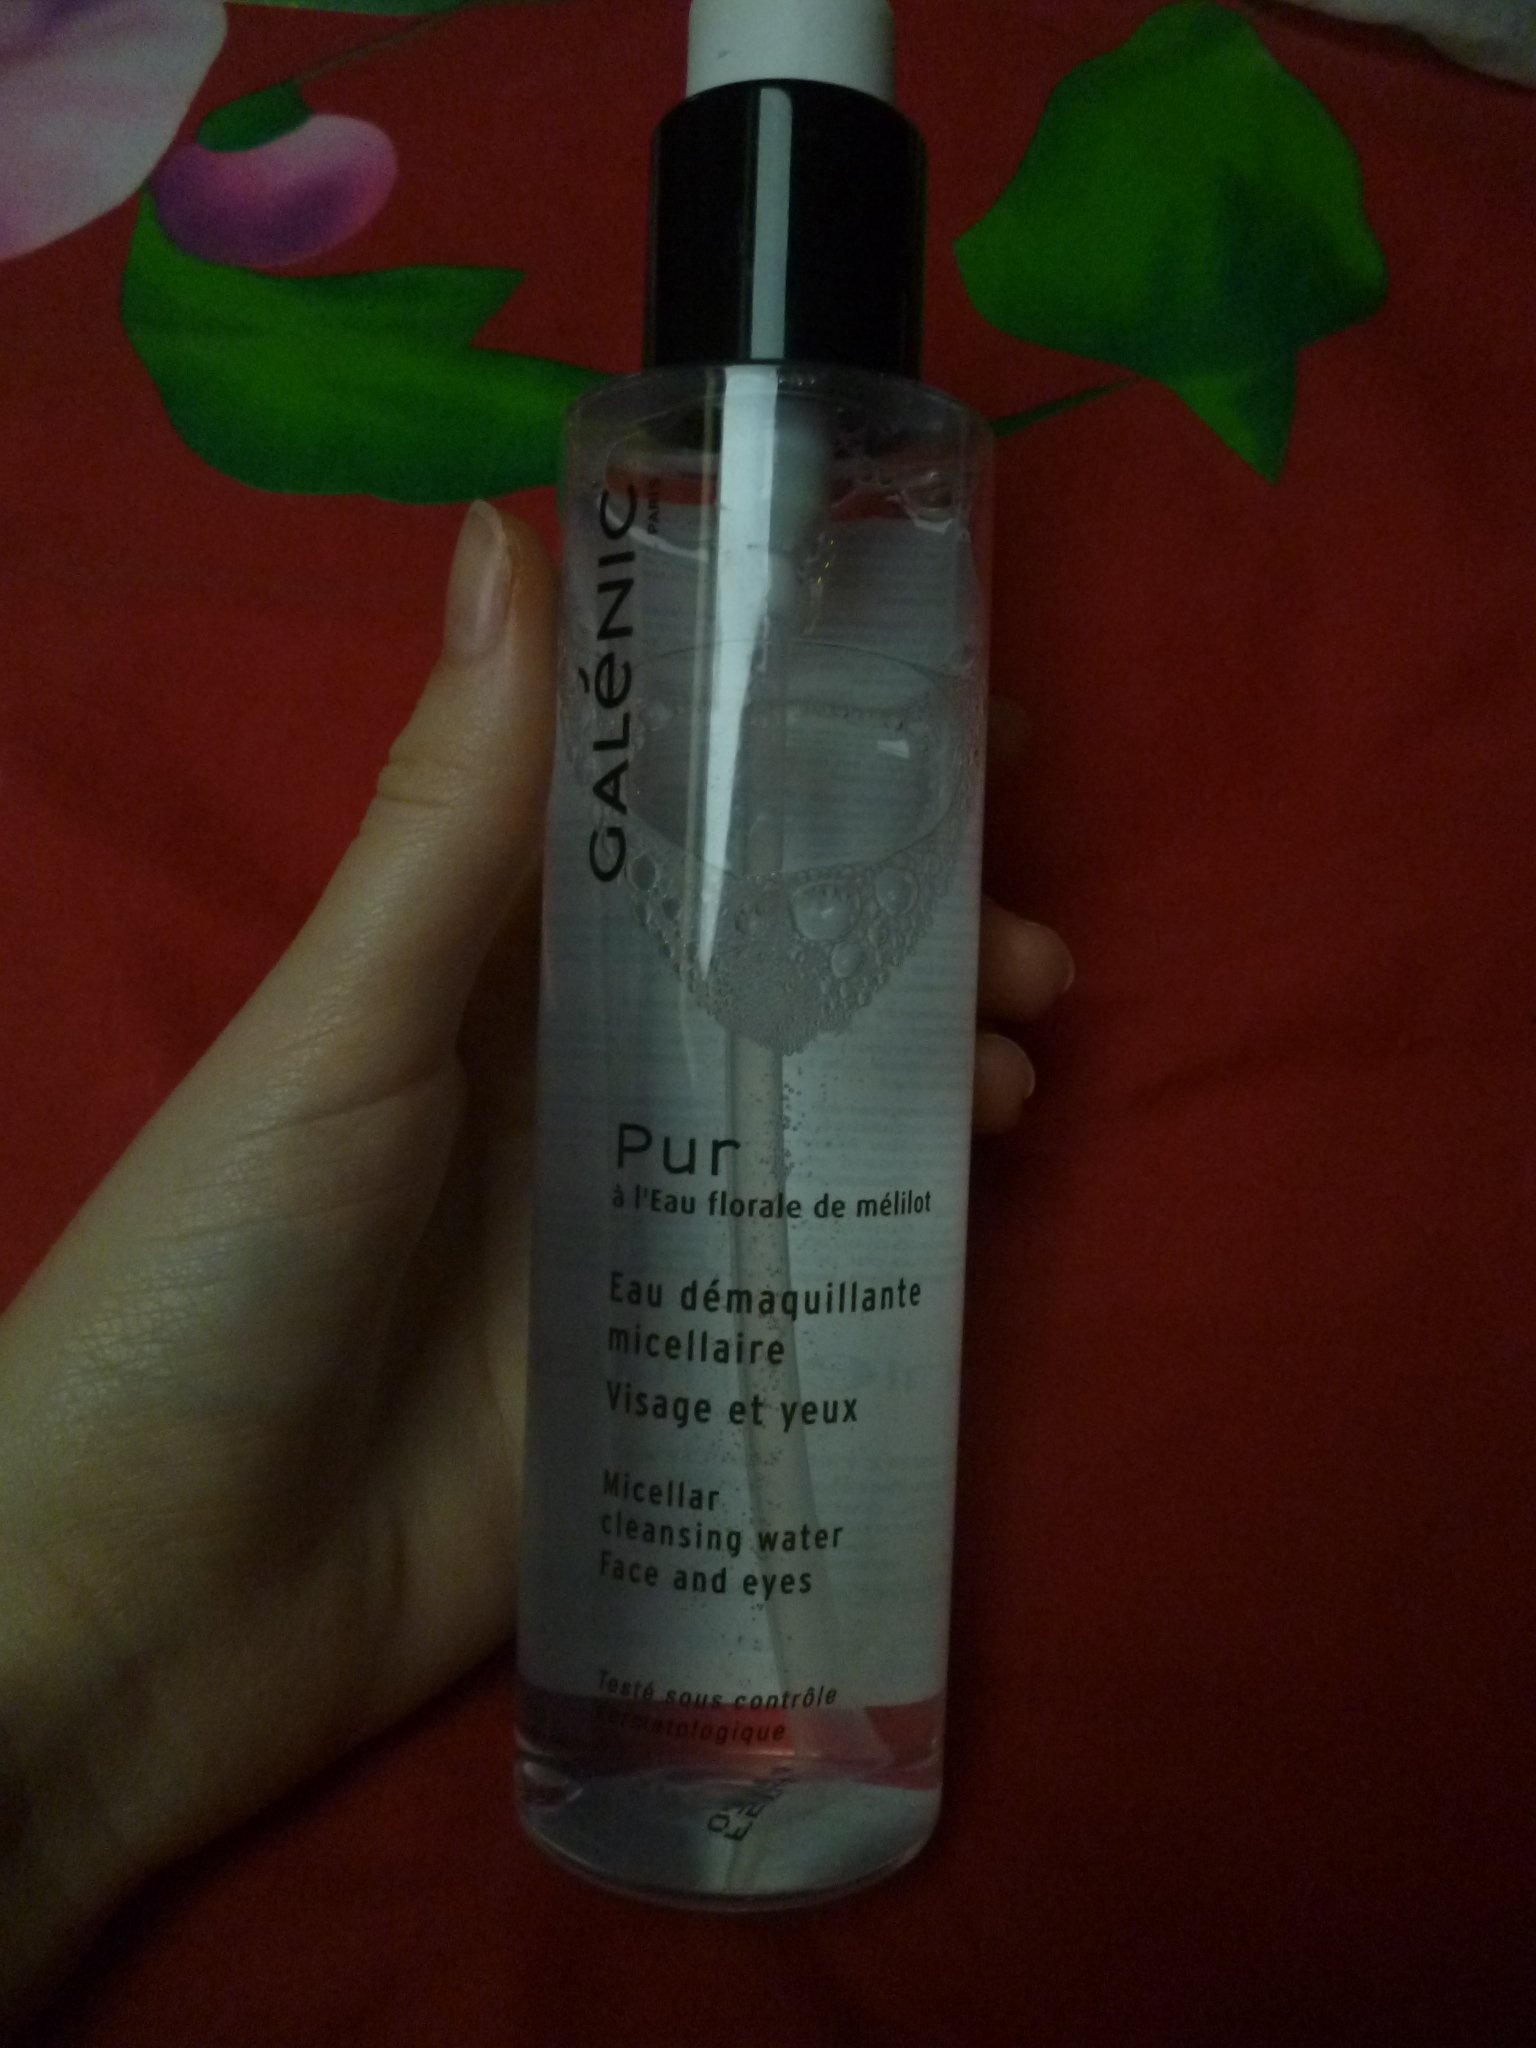 GALéNIC
PARIS
Pur
à l'Eau florale de mélilot
Eau démaquillante
micellaire
Visage et yeux
Micellar
cleansing water
Face and eyes
Testé sous contrôle
dermatologique